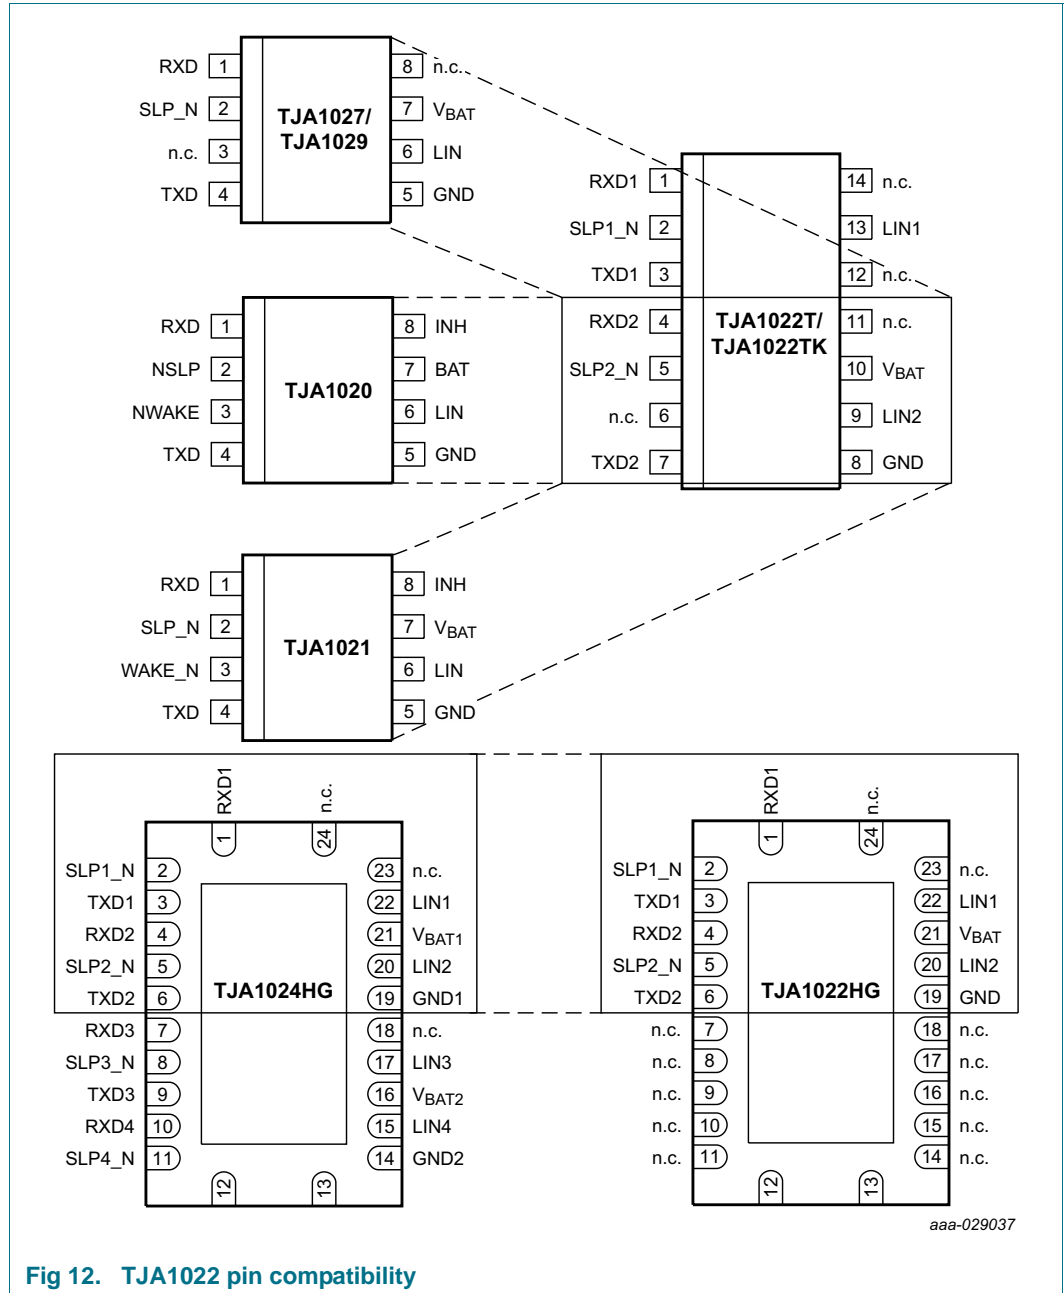 RXD 1
SLP_N 2
n.c. 3
TXD 4
TJA1027/
TJA1029
8 n.c.
7 VBAT
6 LIN
5 GND
RXD 1
NSLP 2
NWAKE 3
TXD 4
TJA1020
8 INH
7 BAT
6 LIN
5 GND
RXD 1
SLP_N 2
WAKE_N 3
TXD 4
TJA1021
8 INH
7 VBAT
6 LIN
5 GND
RXD1 1
SLP1_N 2
TXD1 3
RXD2 4
SLP2_N 5
n.c. 6
TXD2 7
TJA1022T/
TJA1022TK
14 n.c.
13 LIN1
12 n.c.
11 n.c.
10 VBAT
9 LIN2
8 GND
RXD1 1
n.c. 24
SLP1_N 2
TXD1 3
RXD2 4
SLP2_N 5
TXD2 6
RXD3 7
SLP3_N 8
TXD3 9
RXD4 10
SLP4_N 11
12
13
TJA1024HG
23 n.c.
22 LIN1
21 VBAT1
20 LIN2
19 GND1
18 n.c.
17 LIN3
16 VBAT2
15 LIN4
14 GND2
RXD1 1
n.c. 24
SLP1_N 2
TXD1 3
RXD2 4
SLP2_N 5
TXD2 6
n.c. 7
n.c. 8
n.c. 9
n.c. 10
n.c. 11
12
13
TJA1022HG
23 n.c.
22 LIN1
21 VBAT
20 LIN2
19 GND
18 n.c.
17 n.c.
16 n.c.
15 n.c.
14 n.c.
aaa-029037
Fig 12. TJA1022 pin compatibility